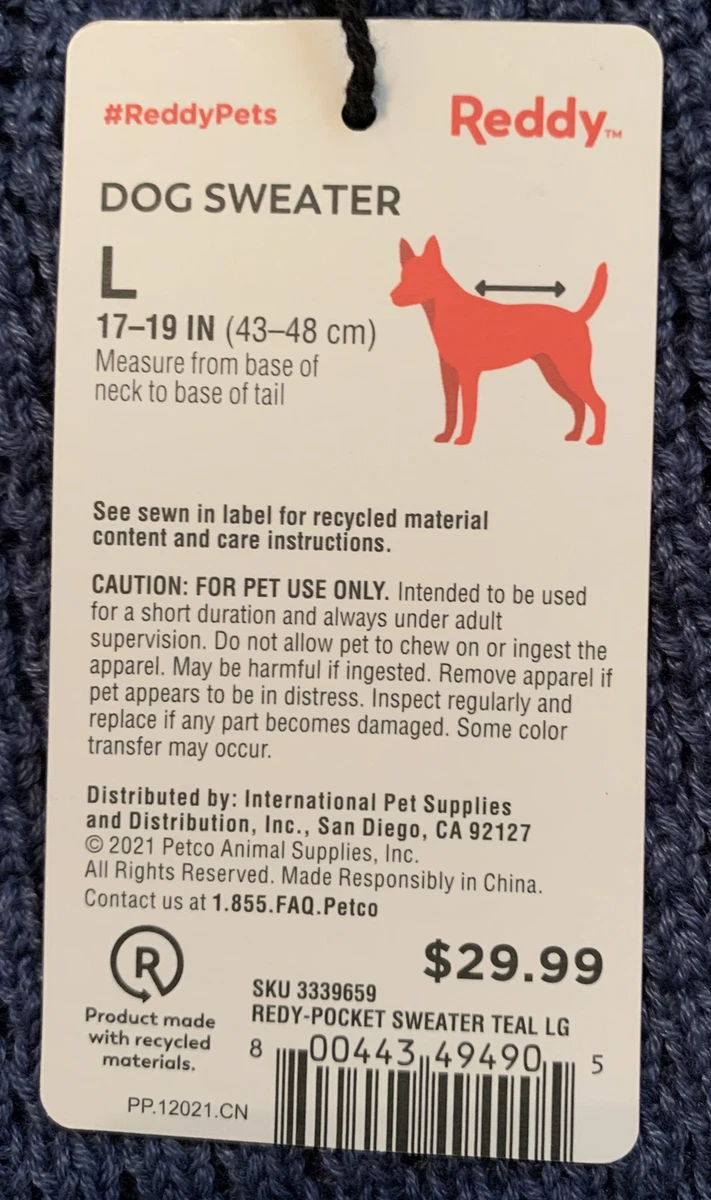 #ReddyPets
Reddy™
DOG SWEATER
L
17–19 IN (43–48 cm)
Measure from base of
neck to base of tail
See sewn in label for recycled material
content and care instructions.
CAUTION: FOR PET USE ONLY. Intended to be used
for a short duration and always under adult
supervision. Do not allow pet to chew on or ingest the
apparel. May be harmful if ingested. Remove apparel if
pet appears to be in distress. Inspect regularly and
replace if any part becomes damaged. Some color
transfer may occur.
Distributed by: International Pet Supplies
and Distribution, Inc., San Diego, CA 92127
© 2021 Petco Animal Supplies, Inc.
All Rights Reserved. Made Responsibly in China.
Contact us at 1.855.FAQ.Petco
R
Product made
with recycled
materials.
PP.12021.CN
$29.99
SKU 3339659
REDY-POCKET SWEATER TEAL LG
8 00443 49490 5